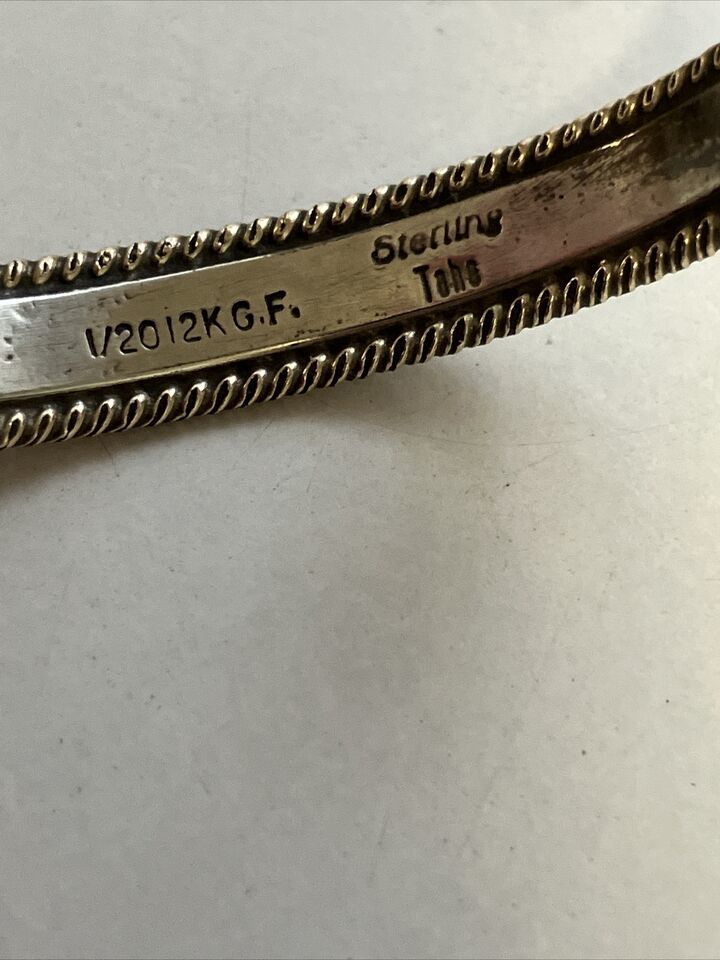 Sterling
Tahe
1/20 12K G.F.